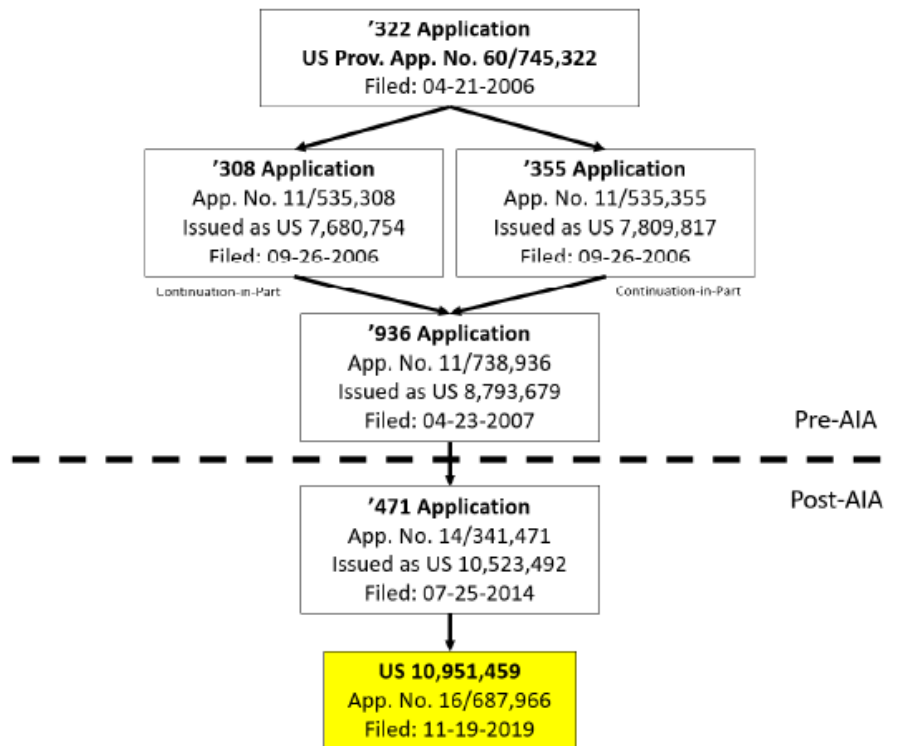 '322 Application
US Prov. App. No. 60/745,322
Filed: 04-21-2006
'308 Application
App. No. 11/535,308
Issued as US 7,680,754
Filed: 09-26-2006
'355 Application
App. No. 11/535,355
Issued as US 7,809,817
Filed: 09-26-2006
Continuation-in-Part
Continuation-in-Part
'936 Application
App. No. 11/738,936
Issued as US 8,793,679
Filed: 04-23-2007
Pre-AIA
Post-AIA
'471 Application
App. No. 14/341,471
Issued as US 10,523,492
Filed: 07-25-2014
US 10,951,459
App. No. 16/687,966
Filed: 11-19-2019